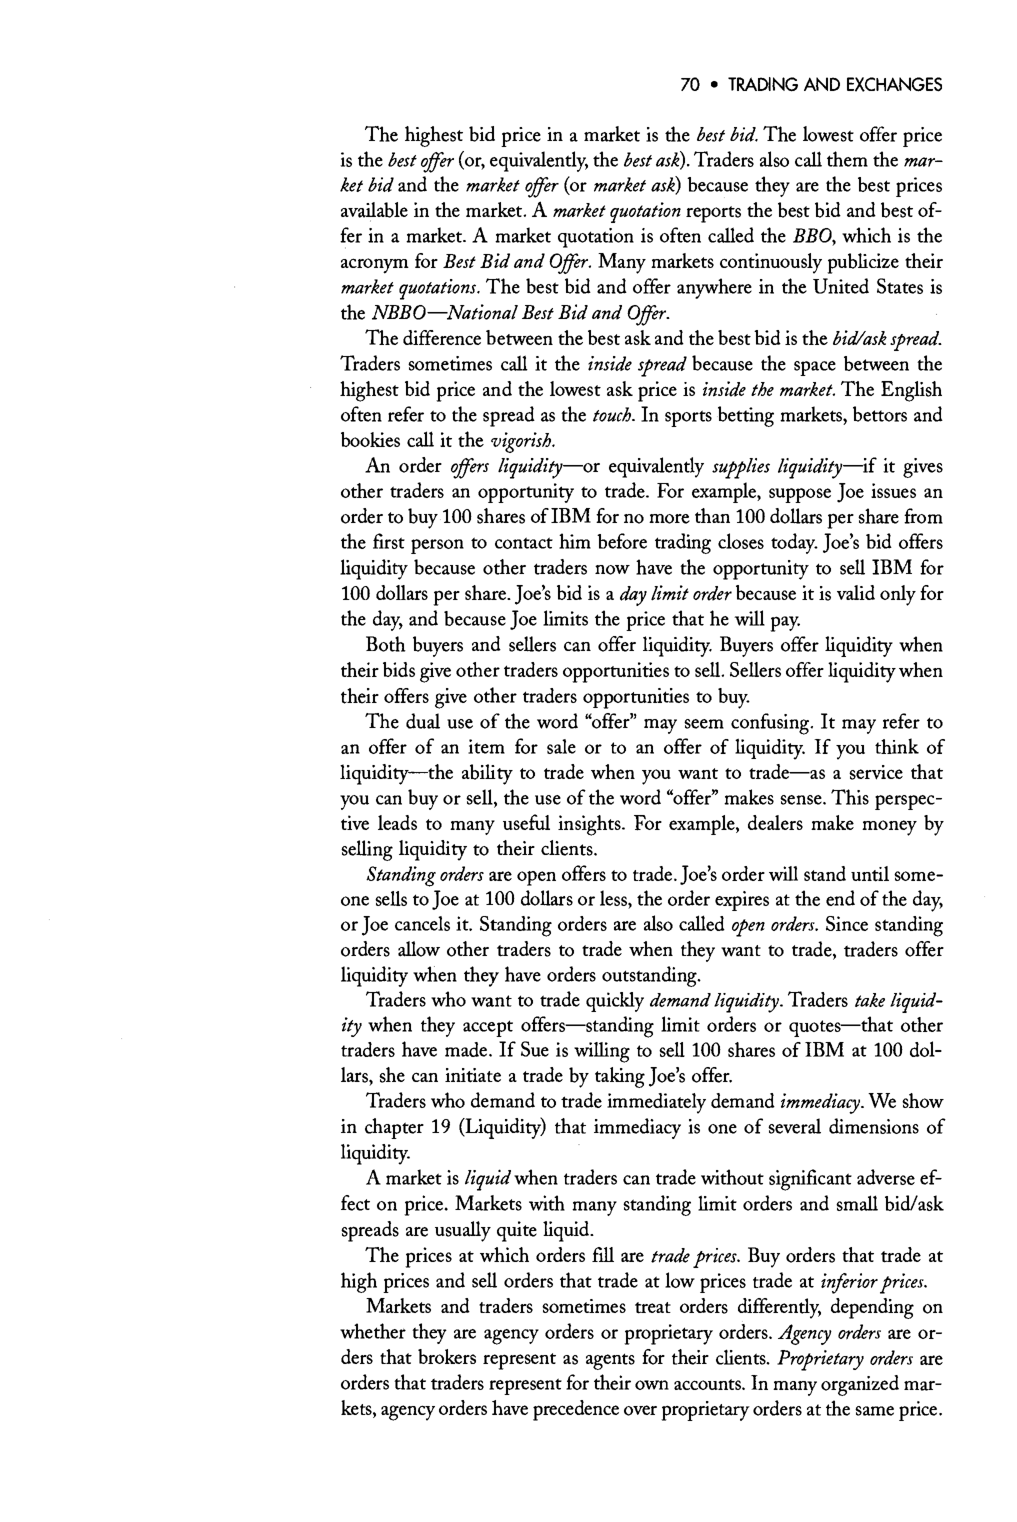 70 • TRADING AND EXCHANGES
The highest bid price in a market is the best bid. The lowest offer price
is the best offer (or, equivalently, the best ask). Traders also call them the mar-
ket bid and the market offer (or market ask) because they are the best prices
available in the market. A market quotation reports the best bid and best of-
fer in a market. A market quotation is often called the BBO, which is the
acronym for Best Bid and Offer. Many markets continuously publicize their
market quotations. The best bid and offer anywhere in the United States is
the NBBO—National Best Bid and Offer.
The difference between the best ask and the best bid is the bid/ask spread.
Traders sometimes call it the inside spread because the space between the
highest bid price and the lowest ask price is inside the market. The English
often refer to the spread as the touch. In sports betting markets, bettors and
bookies call it the vigorish.
An order offers liquidity—or equivalently supplies liquidity—if it gives
other traders an opportunity to trade. For example, suppose Joe issues an
order to buy 100 shares of IBM for no more than 100 dollars per share from
the first person to contact him before trading closes today. Joe's bid offers
liquidity because other traders now have the opportunity to sell IBM for
100 dollars per share. Joe's bid is a day limit order because it is valid only for
the day, and because Joe limits the price that he will pay.
Both buyers and sellers can offer liquidity. Buyers offer liquidity when
their bids give other traders opportunities to sell. Sellers offer liquidity when
their offers give other traders opportunities to buy.
The dual use of the word “offer” may seem confusing. It may refer to
an offer of an item for sale or to an offer of liquidity. If you think of
liquidity—the ability to trade when you want to trade—as a service that
you can buy or sell, the use of the word “offer” makes sense. This perspec-
tive leads to many useful insights. For example, dealers make money by
selling liquidity to their clients.
Standing orders are open offers to trade. Joe's order will stand until some-
one sells to Joe at 100 dollars or less, the order expires at the end of the day,
or Joe cancels it. Standing orders are also called open orders. Since standing
orders allow other traders to trade when they want to trade, traders offer
liquidity when they have orders outstanding.
Traders who want to trade quickly demand liquidity. Traders take liquid-
ity when they accept offers—standing limit orders or quotes—that other
traders have made. If Sue is willing to sell 100 shares of IBM at 100 dol-
lars, she can initiate a trade by taking Joe's offer.
Traders who demand to trade immediately demand immediacy. We show
in chapter 19 (Liquidity) that immediacy is one of several dimensions of
liquidity.
A market is liquid when traders can trade without significant adverse ef-
fect on price. Markets with many standing limit orders and small bid/ask
spreads are usually quite liquid.
The prices at which orders fill are trade prices. Buy orders that trade at
high prices and sell orders that trade at low prices trade at inferior prices.
Markets and traders sometimes treat orders differently, depending on
whether they are agency orders or proprietary orders. Agency orders are or-
ders that brokers represent as agents for their clients. Proprietary orders are
orders that traders represent for their own accounts. In many organized mar-
kets, agency orders have precedence over proprietary orders at the same price.